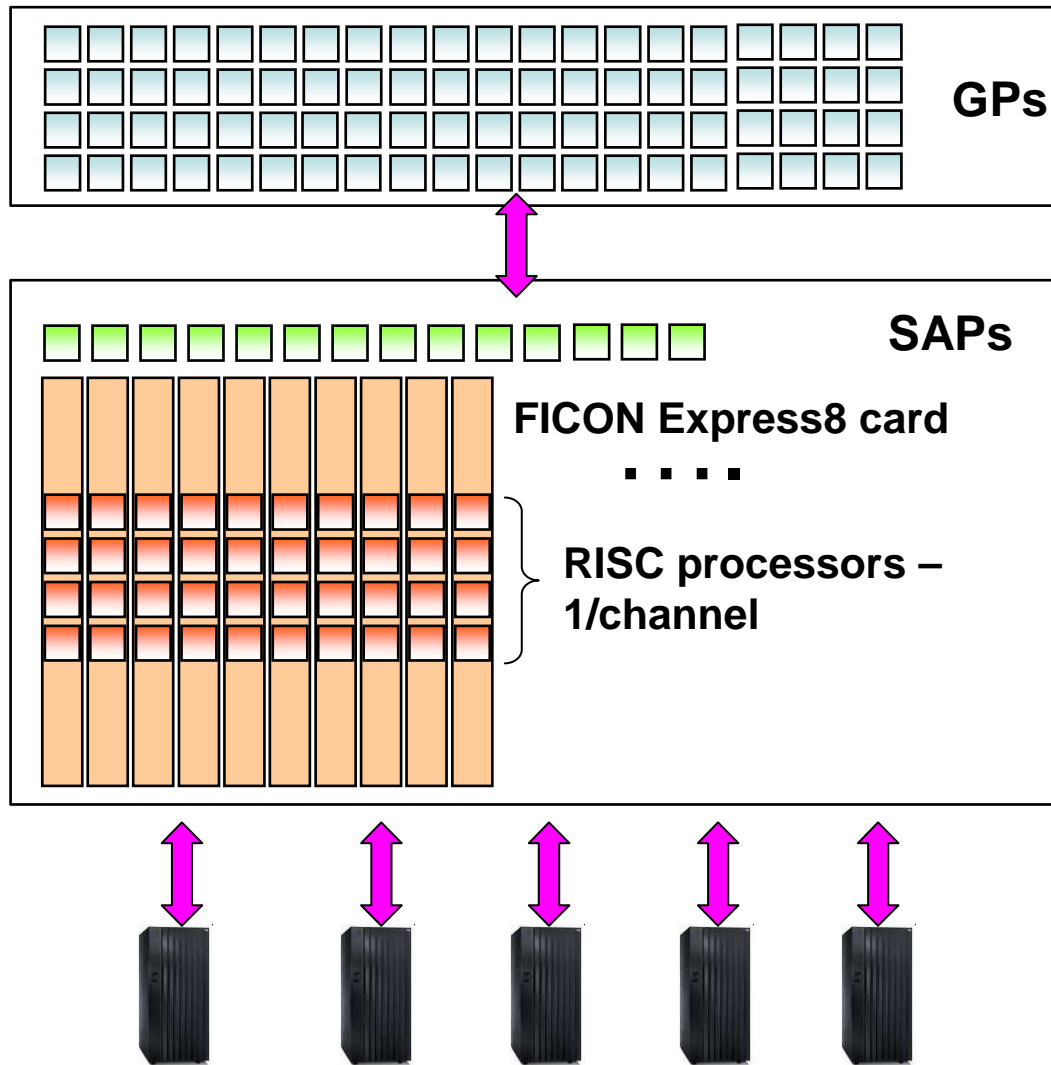 GPs
SAPs
FICON Express8 card
. . . .
RISC processors –
1/channel